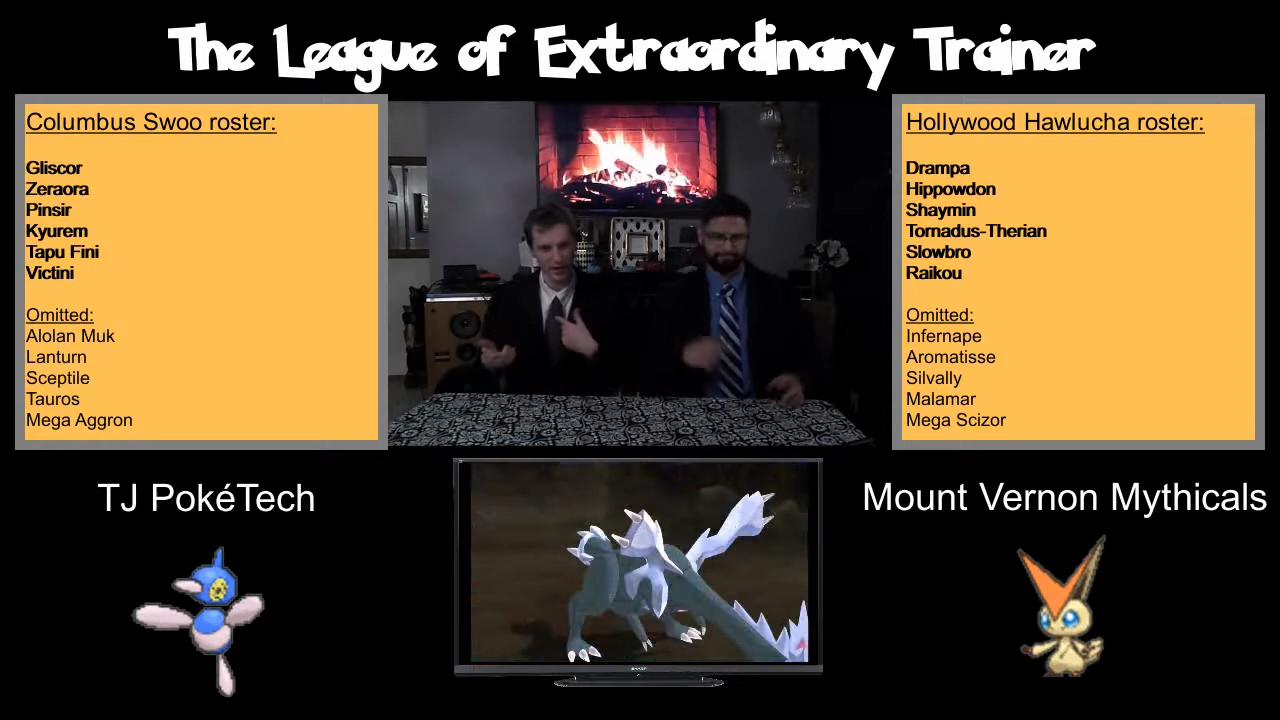 The League of Extraordinary Trainer
Columbus Swoo roster:
Gliscor
Zeraora
Pinsir
Kyurem
Tapu Fini
Victini
Omitted:
Alolan Muk
Lanturn
Sceptile
Tauros
Mega Aggron
Hollywood Hawlucha roster:
Drampa
Hippowdon
Shaymin
Tornadus-Therian
Slowbro
Raikou
Omitted:
Infernape
Aromatisse
Silvally
Malamar
Mega Scizor
TJ PokéTech
Mount Vernon Mythicals
SHARP